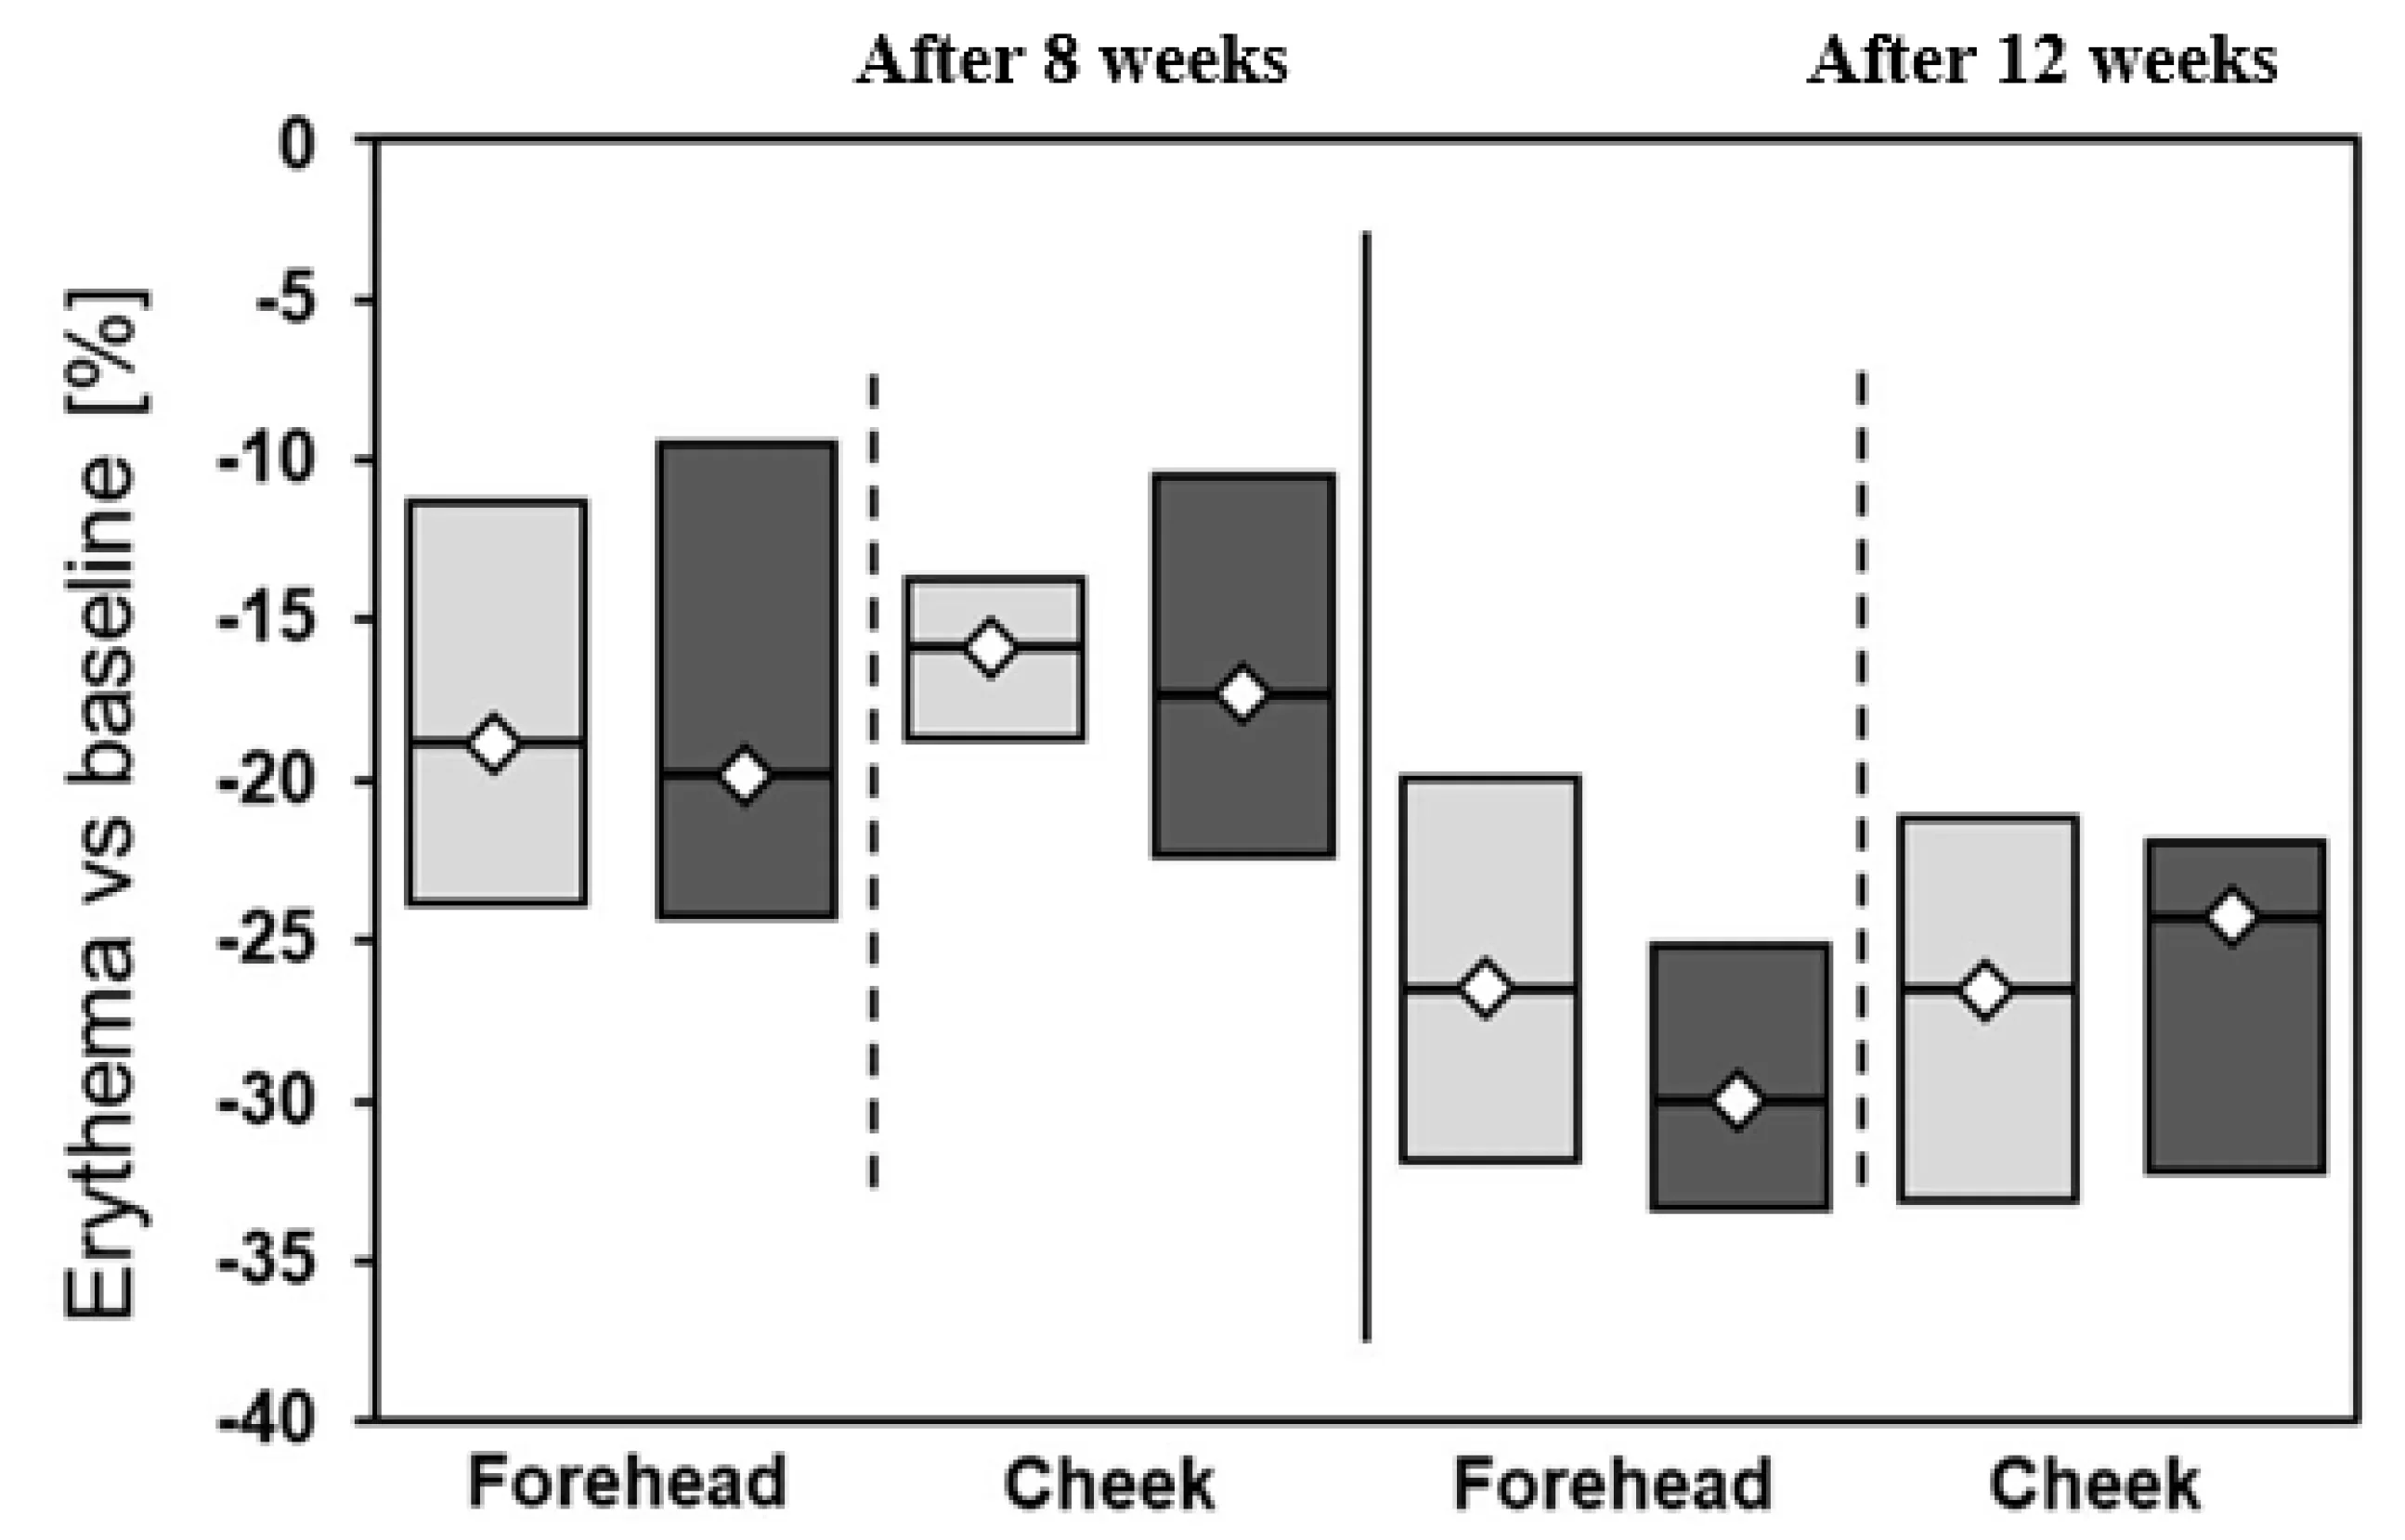 After 8 weeks
After 12 weeks
Erythema vs baseline [%]
0
-5
-10
-15
-20
-25
-30
-35
-40
Forehead
Cheek
Forehead
Cheek